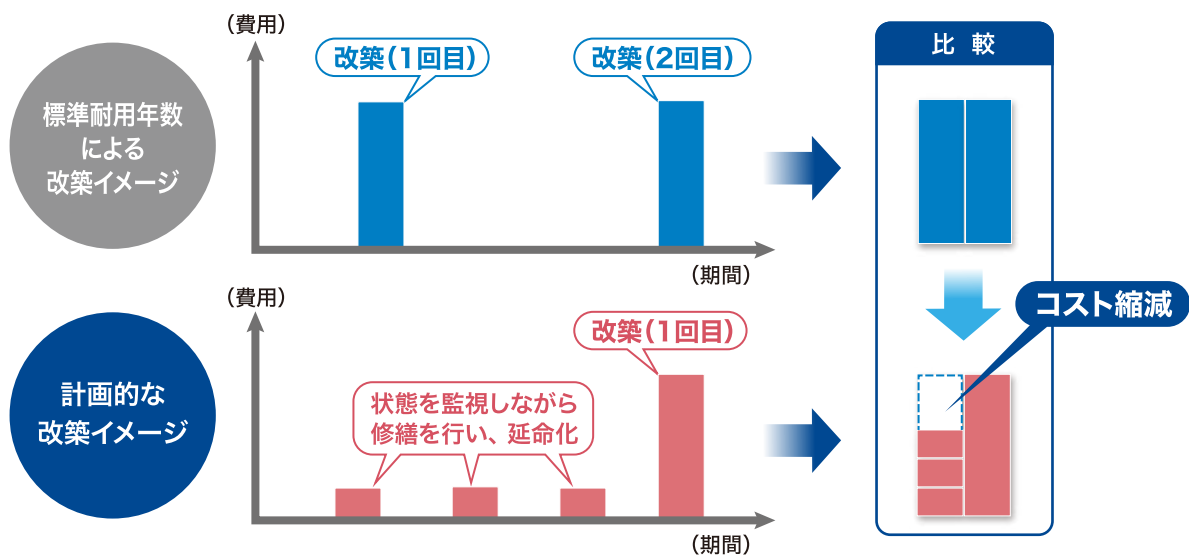 標準耐用年数
による
改築イメージ
（費用）
改築（1回目）
改築（2回目）
（期間）
比 較
コスト縮減
計画的な
改築イメージ
（費用）
状態を監視しながら
修繕を行い、延命化
改築（1回目）
（期間）